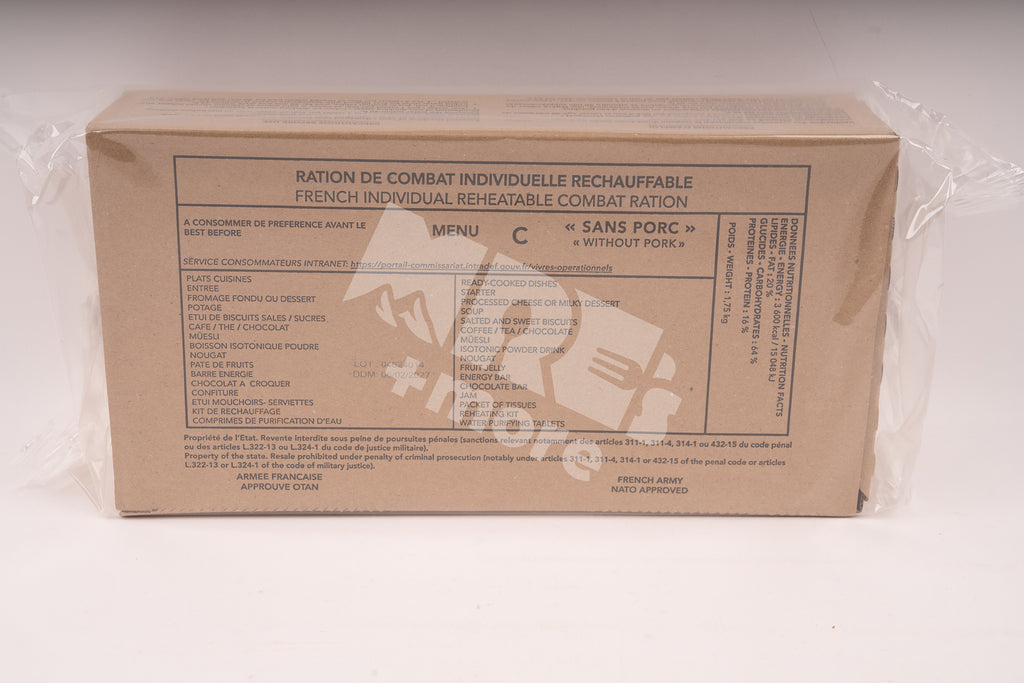 RATION DE COMBAT INDIVIDUELLE RECHAUFFABLE
FRENCH INDIVIDUAL REHEATABLE COMBAT RATION
A CONSOMMER DE PREFERENCE AVANT LE
BEST BEFORE
MENU C
« SANS PORC »
« WITHOUT PORK »
SERVICE COMMISSARIAT INTRANET: https://portail-commissariat.intradef.gouv.fr/vivres-operationnels
PLATS CUISINES
ENTREE
FROMAGE FONDU OU DESSERT
POTAGE
ETUI DE BISCUITS SALES / SUCRES
CAFE / THE / CHOCOLAT
MÜESLI
BOISSON ISOTONIQUE POUDRE
NOUGAT
PATE DE FRUITS
BARRE ENERGIE
CHOCOLAT A CROQUER
CONFITURE
ETUI MOUCHOIRS- SERVIETTES
KIT DE RECHAUFFAGE
COMPRIMES DE PURIFICATION D'EAU
LOT :
DDM: 06/02/2027
READY-COOKED DISHES
STARTER
PROCESSED CHEESE OR MILKY DESSERT
SOUP
SALTED AND SWEET BISCUITS
COFFEE / TEA / CHOCOLATE
MÜESLI
ISOTONIC POWDER DRINK
NOUGAT
FRUIT JELLY
ENERGY BAR
CHOCOLATE BAR
JAM
PACKET OF TISSUES
REHEATING KIT
WATER PURIFYING TABLETS
DONNEES NUTRITIONNELLES - NUTRITION FACTS
ENERGIE - ENERGY : 3 600 kcal / 15 048 kJ
LIPIDES - FAT : 20 %
GLUCIDES - CARBOHYDRATES : 64 %
PROTEINES - PROTEIN : 16 %
POIDS - WEIGHT : 1,75 kg
Propriété de l'Etat. Revente interdite sous peine de poursuites pénales (sanctions relevant notamment des articles 311-1, 311-4, 314-1 ou 432-15 du code pénal
ou des articles L.322-13 ou L.324-1 du code de justice militaire).
Property of the state. Resale prohibited under penalty of criminal prosecution (notably under articles 311-1, 311-4, 314-1 or 432-15 of the penal code or articles
L.322-13 or L.324-1 of the code of military justice).
ARMEE FRANCAISE
APPROUVE OTAN
FRENCH ARMY
NATO APPROVED
MREs
+more